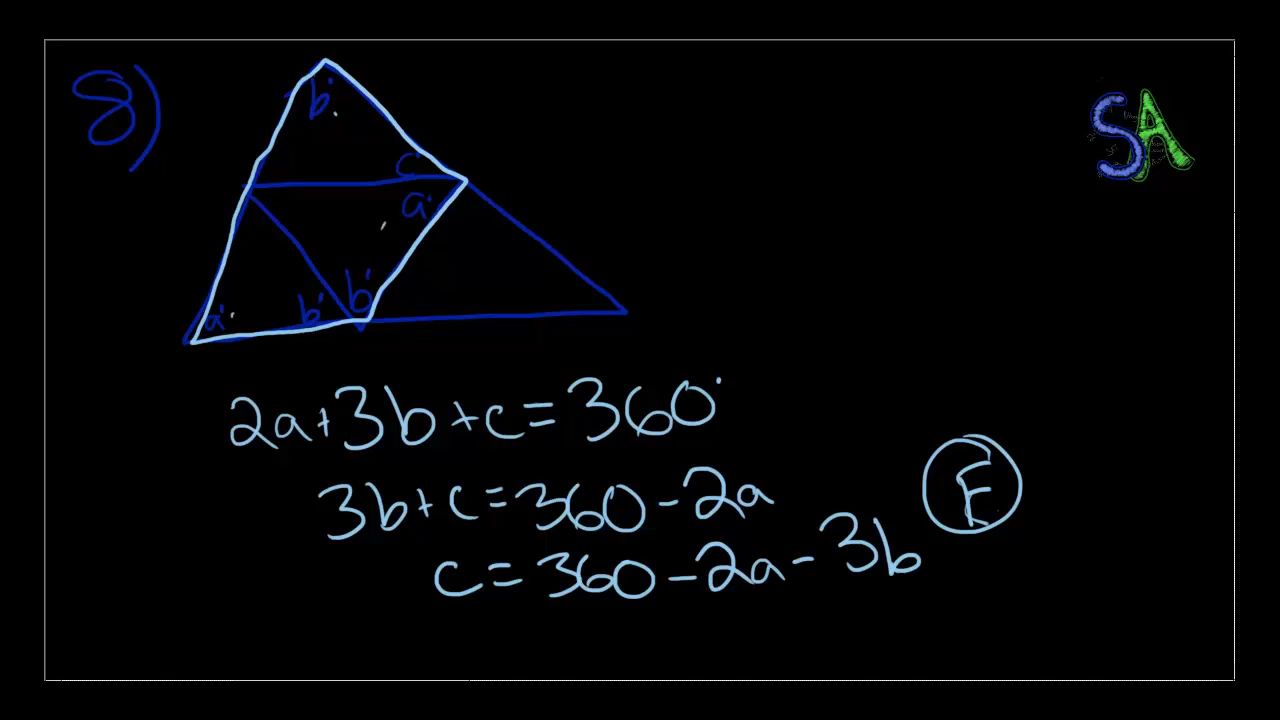 8)
b°
c°
a°
b°
b°
a°
SA
2a+3b+c=360°
3b+c=360-2a
F
c=360-2a-3b